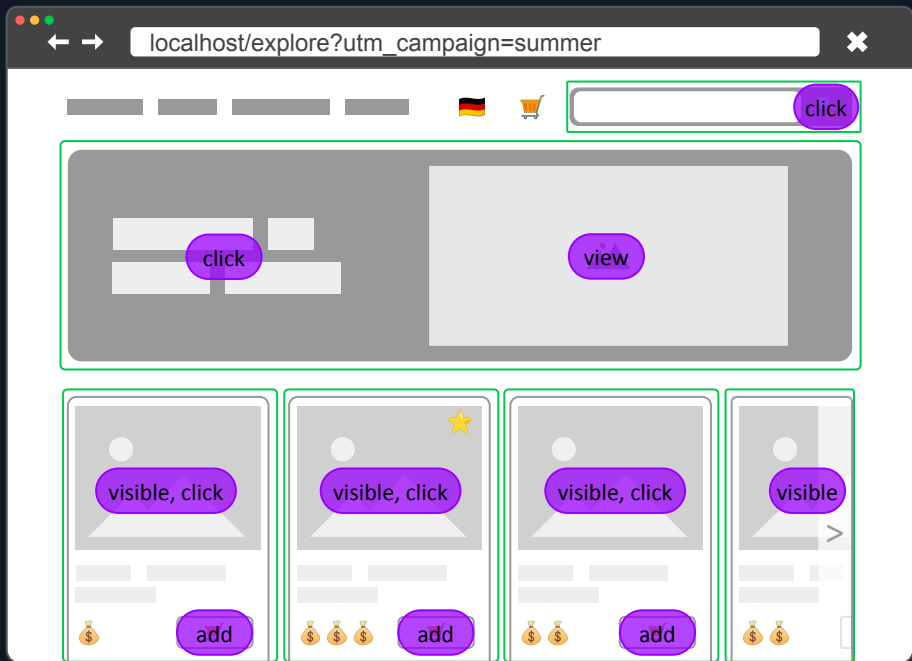 localhost/explore?utm_campaign=summer
click
click
view
visible, click
visible, click
visible, click
visible
>
add
add
add